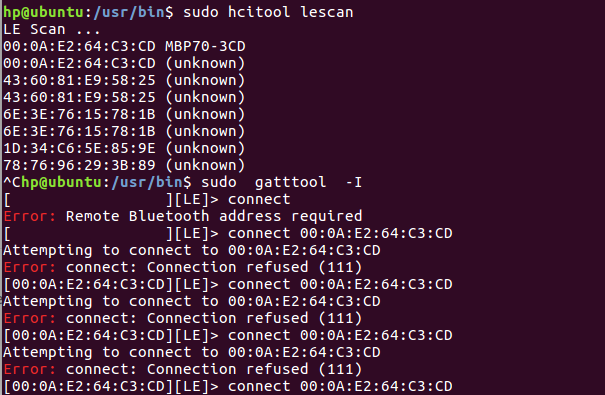 hp@ubuntu:/usr/bin$ sudo hcitool lescan
LE Scan ...
00:0A:E2:64:C3:CD MBP70-3CD
00:0A:E2:64:C3:CD (unknown)
43:60:81:E9:58:25 (unknown)
43:60:81:E9:58:25 (unknown)
6E:3E:76:15:78:1B (unknown)
6E:3E:76:15:78:1B (unknown)
1D:34:C6:5E:85:9E (unknown)
78:76:96:29:3B:89 (unknown)
^Chp@ubuntu:/usr/bin$ sudo  gatttool  -I
[                 ][LE]> connect
Error: Remote Bluetooth address required
[                 ][LE]> connect 00:0A:E2:64:C3:CD
Attempting to connect to 00:0A:E2:64:C3:CD
Error: connect: Connection refused (111)
[00:0A:E2:64:C3:CD][LE]> connect 00:0A:E2:64:C3:CD
Attempting to connect to 00:0A:E2:64:C3:CD
Error: connect: Connection refused (111)
[00:0A:E2:64:C3:CD][LE]> connect 00:0A:E2:64:C3:CD
Attempting to connect to 00:0A:E2:64:C3:CD
Error: connect: Connection refused (111)
[00:0A:E2:64:C3:CD][LE]> connect 00:0A:E2:64:C3:CD